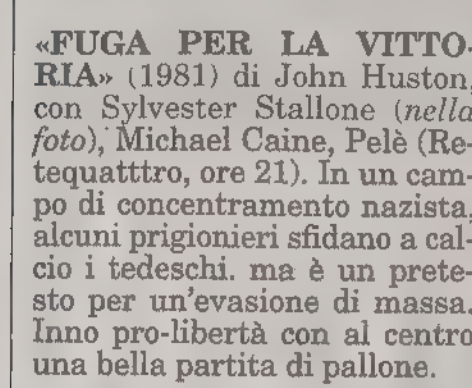 «FUGA PER LA VITTO-
RIA» (1981) di John Huston,
con Sylvester Stallone (nella
foto), Michael Caine, Pelè (Re-
tequatttro, ore 21). In un cam-
po di concentramento nazista,
alcuni prigionieri sfidano a cal-
cio i tedeschi. ma è un prete-
sto per un'evasione di massa.
Inno pro-libertà con al centro
una bella partita di pallone.